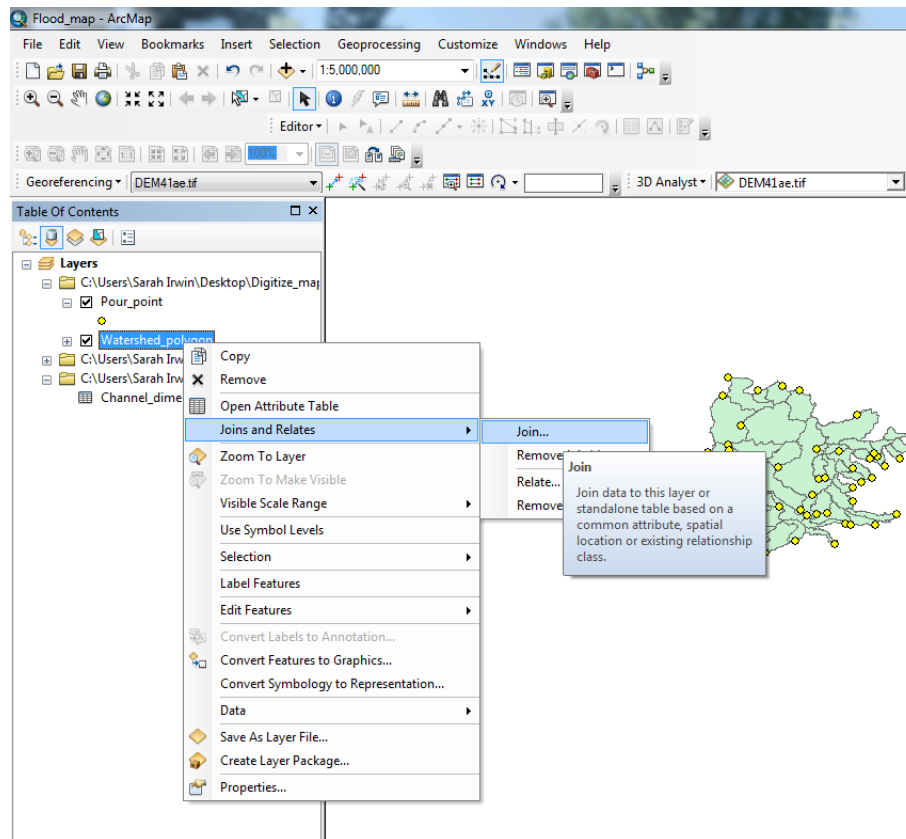 Flood_map - ArcMap
File Edit View Bookmarks Insert Selection Geoprocessing Customize Windows Help
1:5,000,000
Editor
100%
Georeferencing DEM41ae.tif 3D Analyst DEM41ae.tif
Table Of Contents
Layers
C:\Users\Sarah Irwin\Desktop\Digitize_map
Pour_point
Watershed_polygon
C:\Users\Sarah Irw
C:\Users\Sarah Irw
Channel_dime
Copy
Remove
Open Attribute Table
Joins and Relates
Zoom To Layer
Zoom To Make Visible
Visible Scale Range
Use Symbol Levels
Selection
Label Features
Edit Features
Convert Labels to Annotation...
Convert Features to Graphics...
Convert Symbology to Representation...
Data
Save As Layer File...
Create Layer Package...
Properties...
Join...
Remove
Relate...
Remove
Join
Join data to this layer or
standalone table based on a
common attribute, spatial
location or existing relationship
class.